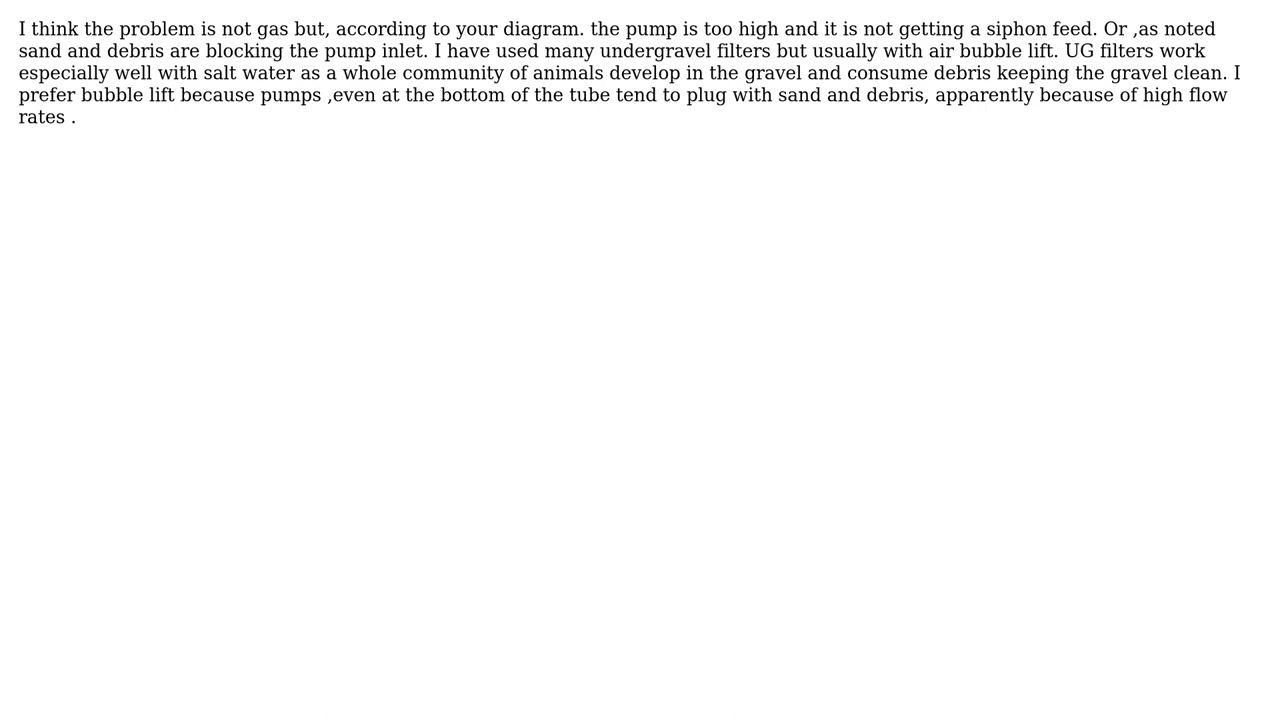 I think the problem is not gas but, according to your diagram. the pump is too high and it is not getting a siphon feed. Or ,as noted
sand and debris are blocking the pump inlet. I have used many undergravel filters but usually with air bubble lift. UG filters work
especially well with salt water as a whole community of animals develop in the gravel and consume debris keeping the gravel clean. I
prefer bubble lift because pumps ,even at the bottom of the tube tend to plug with sand and debris, apparently because of high flow
rates .